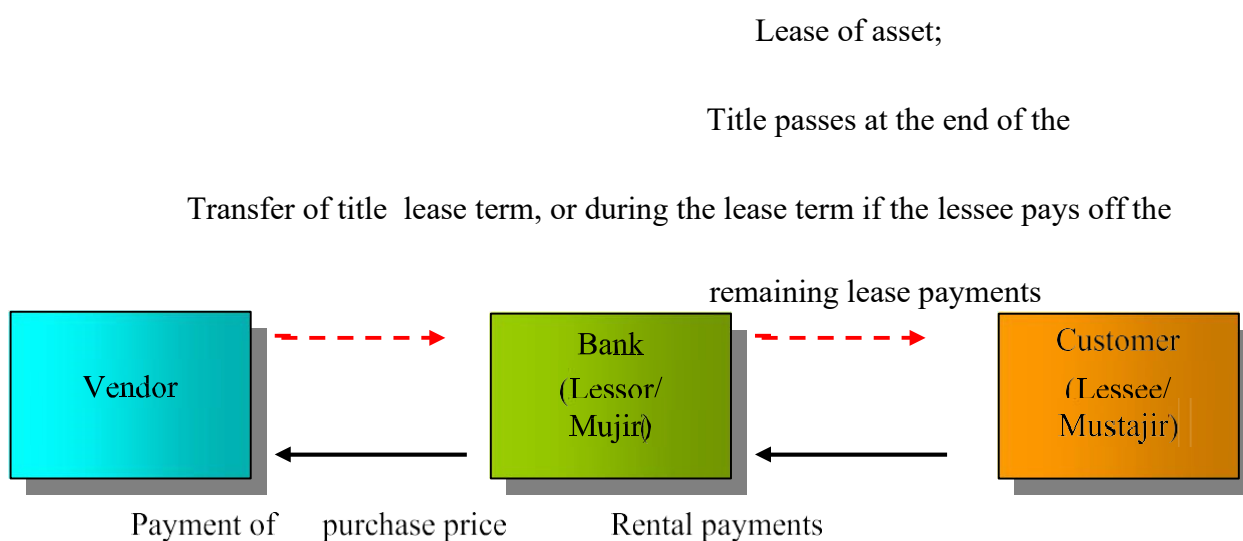 Lease of asset;
Title passes at the end of the
Transfer of title lease term, or during the lease term if the lessee pays off the
remaining lease payments
Vendor
Bank
(Lessor/
Mujir)
Customer
(Lessee/
Mustajir)
Payment of purchase price
Rental payments